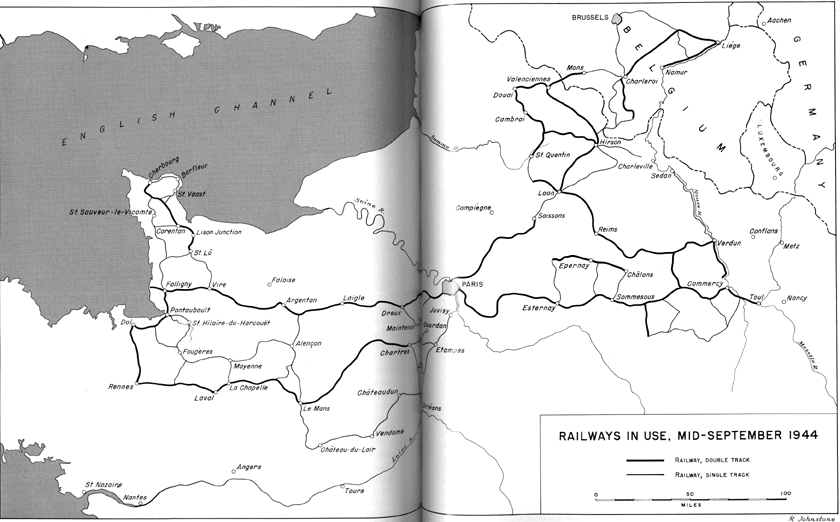 ENGLISH CHANNEL
Cherbourg
Barfleur
St. Vaast
St. Sauveur-le-Vicomte
Carentan
Lison Junction
St. Lô
Folligny
Vire
Falaise
Argentan
Laigle
Pontaubault
Dol
St Hilaire-du-Harcouët
Fougères
Mayenne
Alençon
Rennes
Laval
La Chapelle
Le Mans
Château-du-Loir
Vendome
Châteaudun
Chartres
Dreux
Maintenon
Angers
Tours
St Nazaire
Nantes
Seine R.
BRUSSELS
BELGIUM
GERMANY
LUXEMBOURG
Aachen
Liége
Namur
Charleroi
Mons
Valenciennes
Douai
Cambrai
Somme R.
St. Quentin
Hirson
Charleville
Sedan
Laon
Compiègne
Soissons
Reims
Verdun
Conflans
Metz
PARIS
Epernay
Châlons
Commercy
Juvisy
Dourdan
Etampes
Esternay
Sommesous
Toul
Nancy
Orléans
RAILWAYS IN USE, MID-SEPTEMBER 1944
RAILWAY, DOUBLE TRACK
RAILWAY, SINGLE TRACK
0 50 100
MILES
R Johnstone